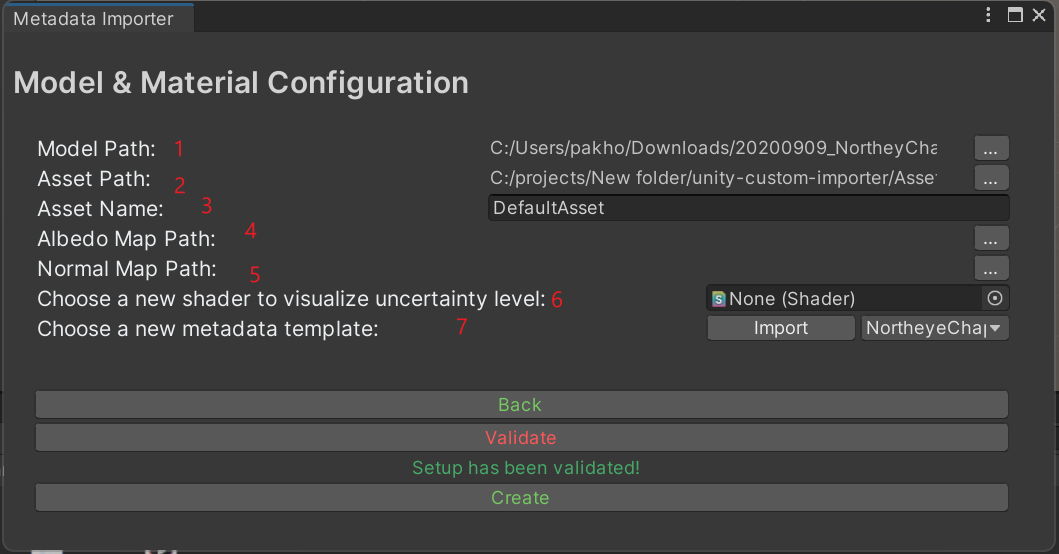 Metadata Importer
Model & Material Configuration
Model Path: 1 C:/Users/pakho/Downloads/20200909_NortheyCha ...
Asset Path: 2 C:/projects/New folder/unity-custom-importer/Asse ...
Asset Name: 3 DefaultAsset
Albedo Map Path: 4 ...
Normal Map Path: 5 ...
Choose a new shader to visualize uncertainty level: 6 None (Shader)
Choose a new metadata template: 7 Import NortheyeChap
Back
Validate
Setup has been validated!
Create